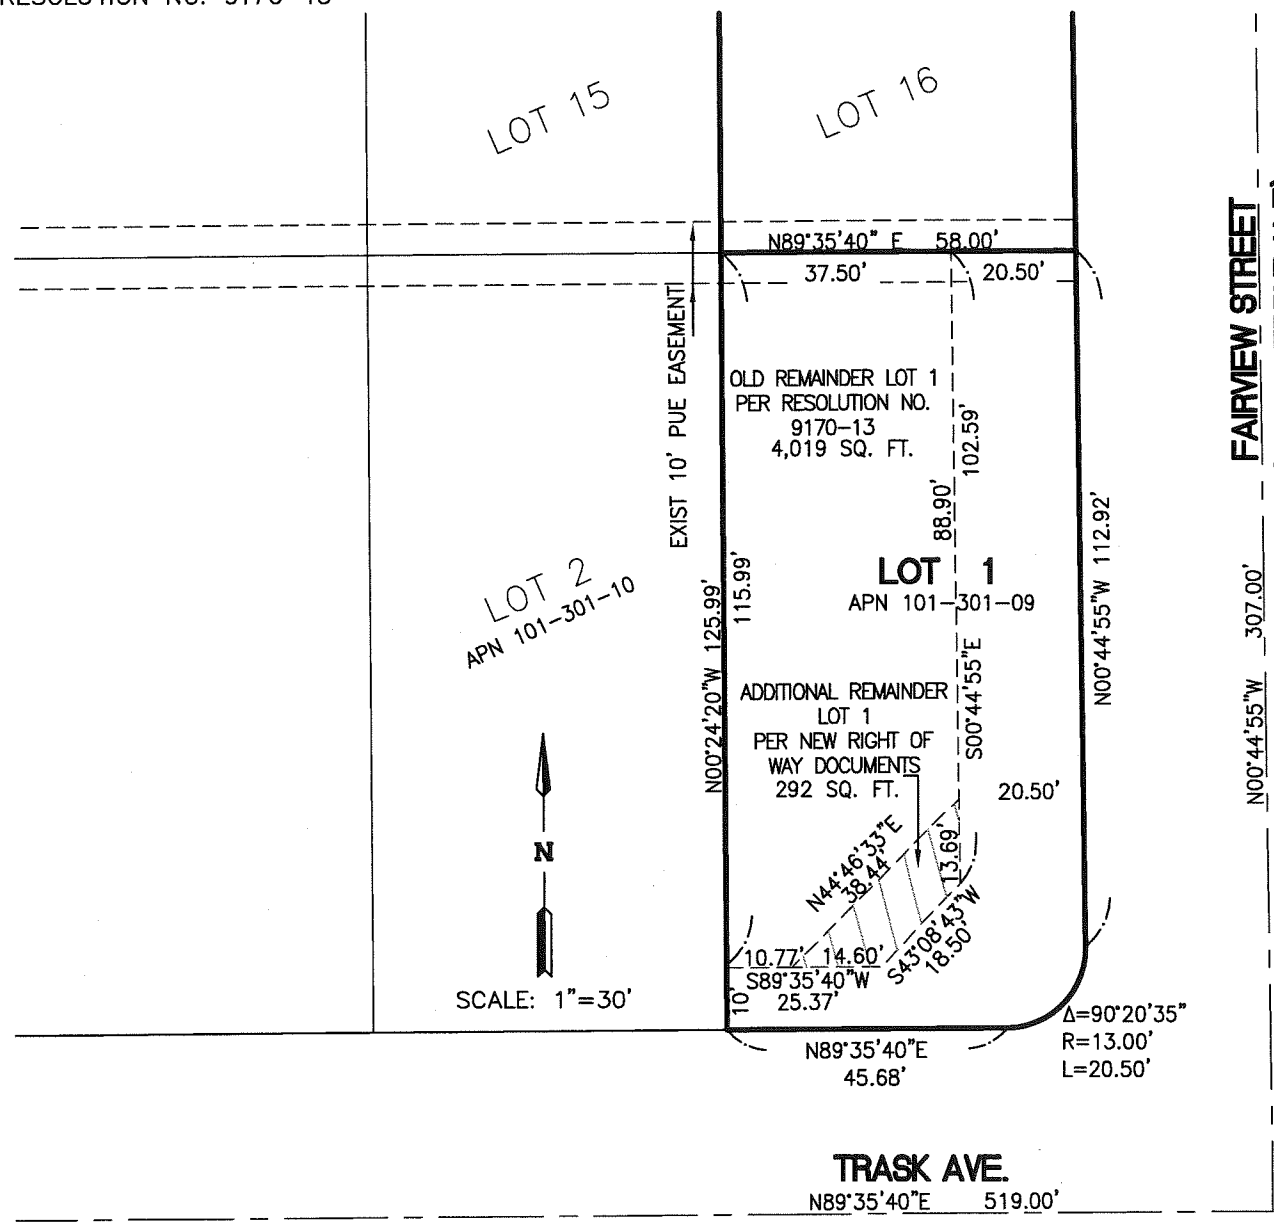 LOT 15
LOT 16
N89°35'40" E 58.00'
37.50'
20.50'
EXIST 10' PUE EASEMENT
FAIRVIEW STREET
OLD REMAINDER LOT 1
PER RESOLUTION NO.
9170-13
4,019 SQ. FT.
102.59'
88.90'
LOT 1
APN 101-301-09
LOT 2
APN 101-301-10
N00°24'20"W 125.99'
115.99'
N00°44'55"W 112.92'
N00°44'55"W 307.00'
S00°44'55"E
ADDITIONAL REMAINDER
LOT 1
PER NEW RIGHT OF
WAY DOCUMENTS
292 SQ. FT.
20.50'
N
SCALE: 1"=30'
N44°46'33"E
38.44'
13.69'
S43°08'43"W
18.50'
10.77' 14.60'
S89°35'40"W
25.37'
10'
Δ=90°20'35"
R=13.00'
L=20.50'
N89°35'40"E
45.68'
TRASK AVE.
N89°35'40"E 519.00'